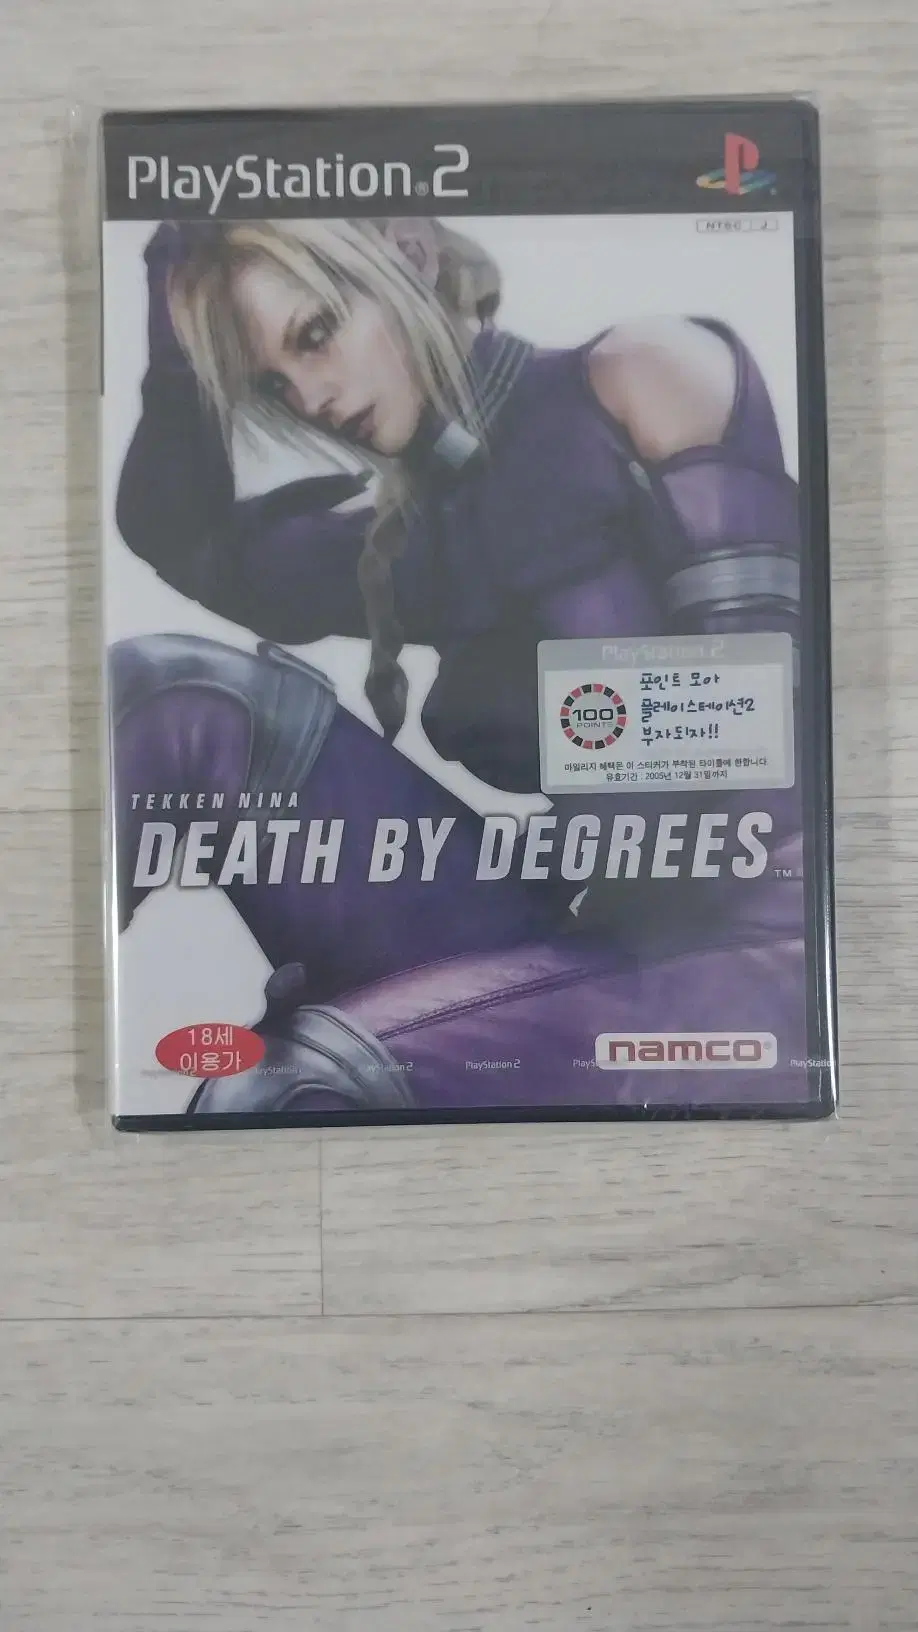 PlayStation®2
NTSC J
PlayStation 2
포인트 모아
플레이스테이션2
부자되자!!
100
POINTS
마일리지 혜택은 이 스티커가 부착된 타이틀에 한합니다.
유효기간 : 2005년 12월 31일까지
TEKKEN NINA
DEATH BY DEGREES™
18세
이용가
namco®
PlayStation 2 PlayStation 2